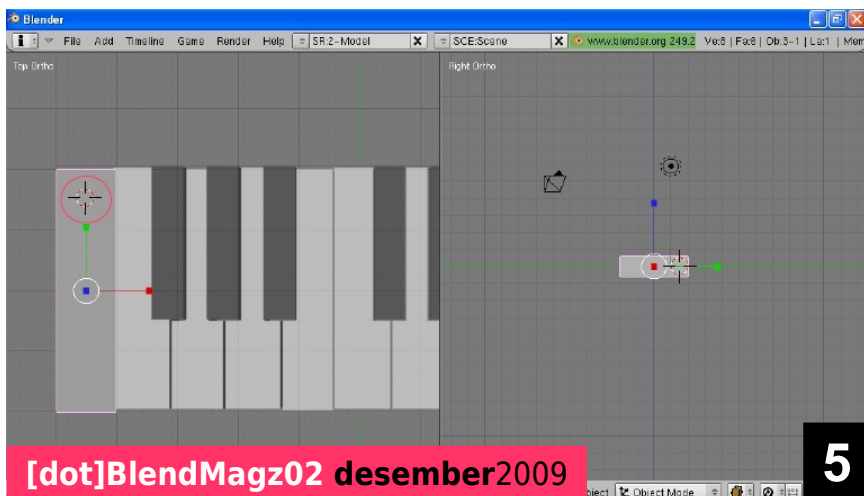 Blender
File Add Timeline Game Render Help SR:2-Model X SCE:Scene X www.blender.org 249.2 Ve:8 | Fa:6 | Ob:3-1 | La:1 | Mem
Top Ortho
Right Ortho
Object Mode
5
[dot]BlendMagz02 desember2009